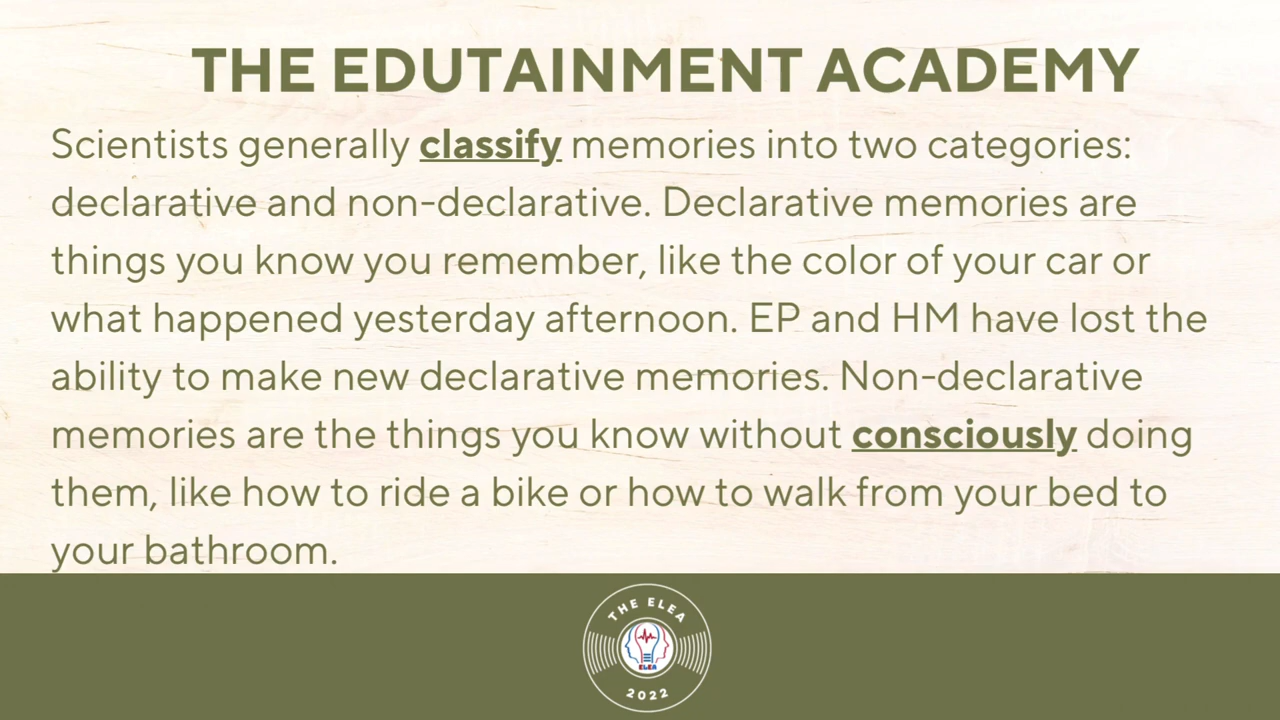 THE EDUTAINMENT ACADEMY
Scientists generally classify memories into two categories:
declarative and non-declarative. Declarative memories are
things you know you remember, like the color of your car or
what happened yesterday afternoon. EP and HM have lost the
ability to make new declarative memories. Non-declarative
memories are the things you know without consciously doing
them, like how to ride a bike or how to walk from your bed to
your bathroom.
THE ELEA
ELEA
2022